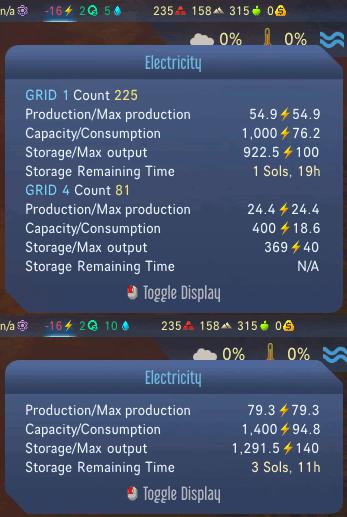 n/a -16 2 5 235 158 315 0
0% 0%
Electricity
GRID 1 Count 225
Production/Max production 54.9 54.9
Capacity/Consumption 1,000 76.2
Storage/Max output 922.5 100
Storage Remaining Time 1 Sols, 19h
GRID 4 Count 81
Production/Max production 24.4 24.4
Capacity/Consumption 400 18.6
Storage/Max output 369 40
Storage Remaining Time N/A
Toggle Display
n/a -16 2 10 235 158 315 0
0% 0%
Electricity
Production/Max production 79.3 79.3
Capacity/Consumption 1,400 94.8
Storage/Max output 1,291.5 140
Storage Remaining Time 3 Sols, 11h
Toggle Display